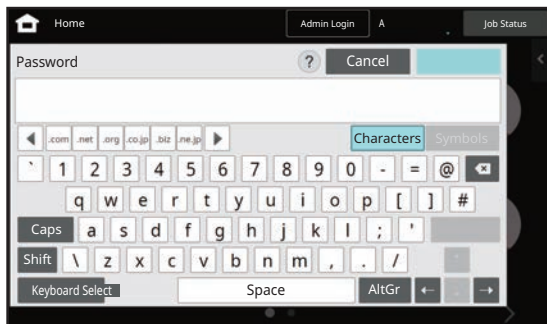 Home Admin Login A Job Status
Password ? Cancel
.com .net .org .co.jp .biz .ne.jp Characters Symbols
` 1 2 3 4 5 6 7 8 9 0 - = @
q w e r t y u i o p [ ] #
Caps a s d f g h j k l ; '
Shift \ z x c v b n m , . /
Keyboard Select Space AltGr ← →